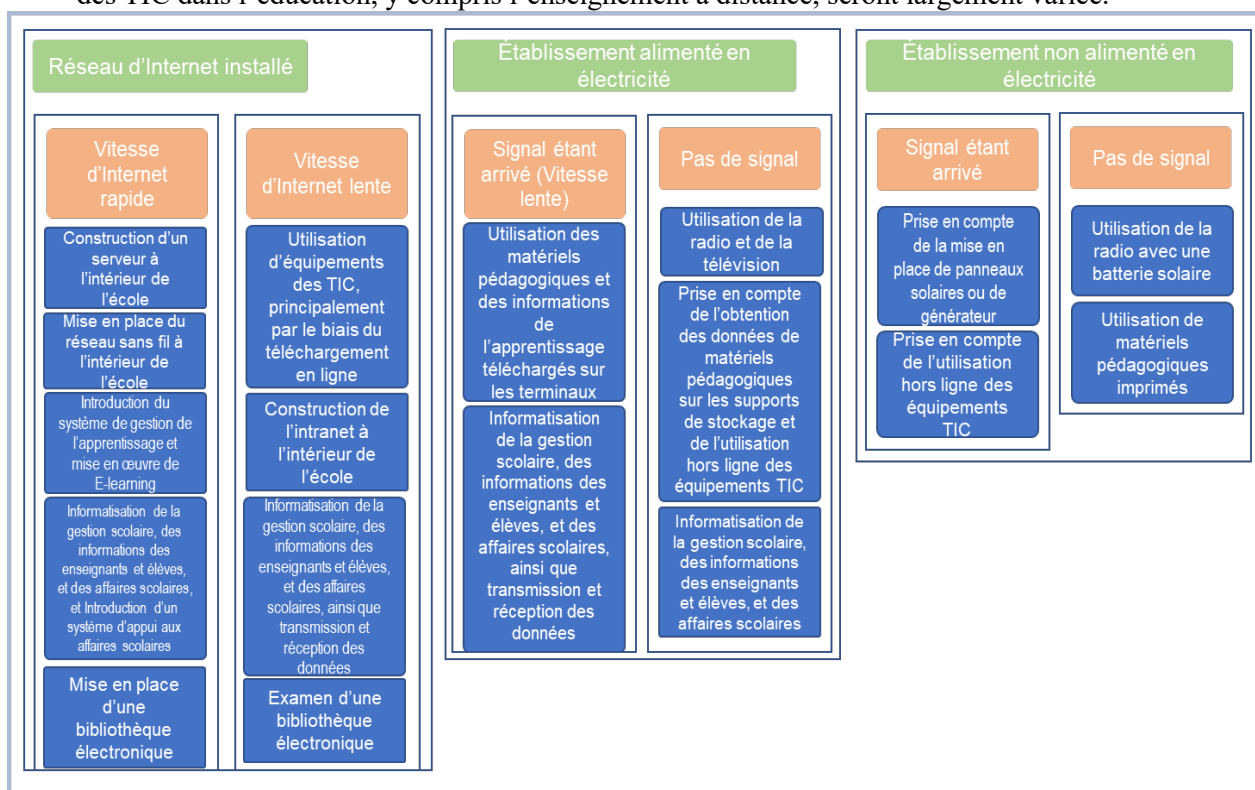 des TIC dans l'éducation, y compris l'enseignement à distance, seront largement variée.
Réseau d'Internet installé
Vitesse
d'Internet
rapide
Construction d'un
serveur à
l'intérieur de
l'école
Mise en place du
réseau sans fil à
l'intérieur de
l'école
Introduction du
système de gestion de
l'apprentissage et
mise en œuvre de
E-learning
Informatisation de la
gestion scolaire, des
informations des
enseignants et élèves,
et des affaires scolaires,
et Introduction d'un
système d'appui aux
affaires scolaires
Mise en place
d'une
bibliothèque
électronique
Vitesse
d'Internet lente
Utilisation
d'équipements
des TIC,
principalement
par le biais du
téléchargement
en ligne
Construction de
l'intranet à
l'intérieur de
l'école
Informatisation de la
gestion scolaire, des
informations des
enseignants et élèves,
et des affaires
scolaires, ainsi que
transmission et
réception des
données
Examen d'une
bibliothèque
électronique
Établissement alimenté en
électricité
Signal étant
arrivé (Vitesse
lente)
Utilisation des
matériels
pédagogiques et
des informations
de
l'apprentissage
téléchargés sur
les terminaux
Informatisation
de la gestion
scolaire, des
informations des
enseignants et
élèves, et des
affaires scolaires,
ainsi que
transmission et
réception des
données
Pas de signal
Utilisation de la
radio et de la
télévision
Prise en compte
de l'obtention
des données de
matériels
pédagogiques
sur les supports
de stockage et
de l'utilisation
hors ligne des
équipements TIC
Informatisation de
la gestion scolaire,
des informations
des enseignants
et élèves, et des
affaires scolaires
Établissement non alimenté en
électricité
Signal étant
arrivé
Prise en compte
de la mise en
place de panneaux
solaires ou de
générateur
Prise en compte
de l'utilisation
hors ligne des
équipements
TIC
Pas de signal
Utilisation de la
radio avec une
batterie solaire
Utilisation de
matériels
pédagogiques
imprimés